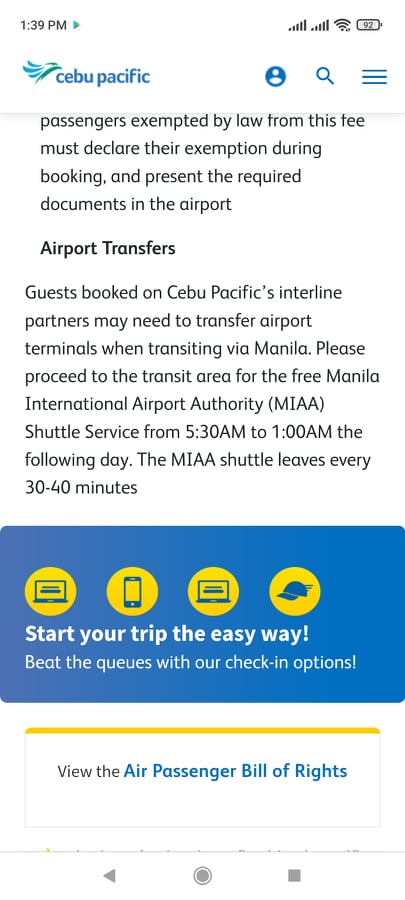 1:39 PM
92
cebu pacific
passengers exempted by law from this fee
must declare their exemption during
booking, and present the required
documents in the airport
Airport Transfers
Guests booked on Cebu Pacific's interline
partners may need to transfer airport
terminals when transiting via Manila. Please
proceed to the transit area for the free Manila
International Airport Authority (MIAA)
Shuttle Service from 5:30AM to 1:00AM the
following day. The MIAA shuttle leaves every
30-40 minutes
Start your trip the easy way!
Beat the queues with our check-in options!
View the Air Passenger Bill of Rights